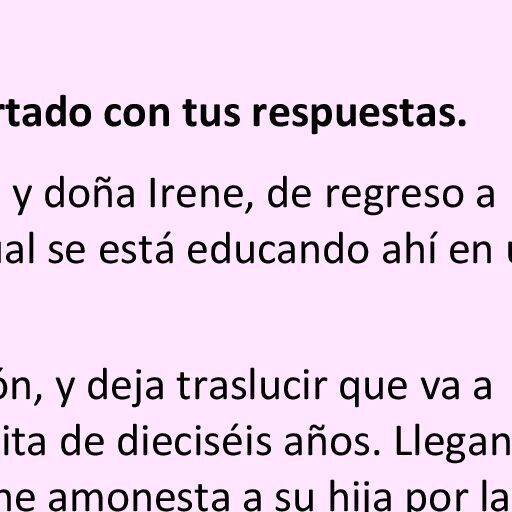 rtado con tus respuestas.
y doña Irene, de regreso a
ual se está educando ahí en u
ón, y deja traslucir que va a
ita de dieciséis años. Llegan
ne amonesta a su hija por la